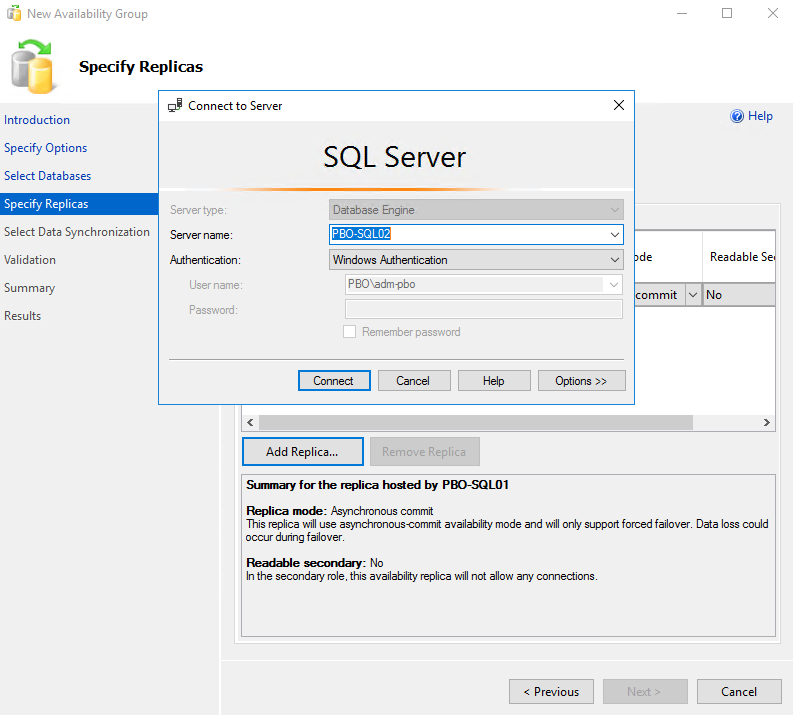 New Availability Group
Specify Replicas
Introduction
Specify Options
Select Databases
Specify Replicas
Select Data Synchronization
Validation
Summary
Results
Help
Connect to Server
SQL Server
Server type: Database Engine
Server name: PBO-SQL02
Authentication: Windows Authentication
User name: PBO\adm-pbo
Password:
Remember password
Connect Cancel Help Options >>
Readable
commit No
Add Replica... Remove Replica
Summary for the replica hosted by PBO-SQL01
Replica mode: Asynchronous commit
This replica will use asynchronous-commit availability mode and will only support forced failover. Data loss could
occur during failover.
Readable secondary: No
In the secondary role, this availability replica will not allow any connections.
< Previous Next > Cancel